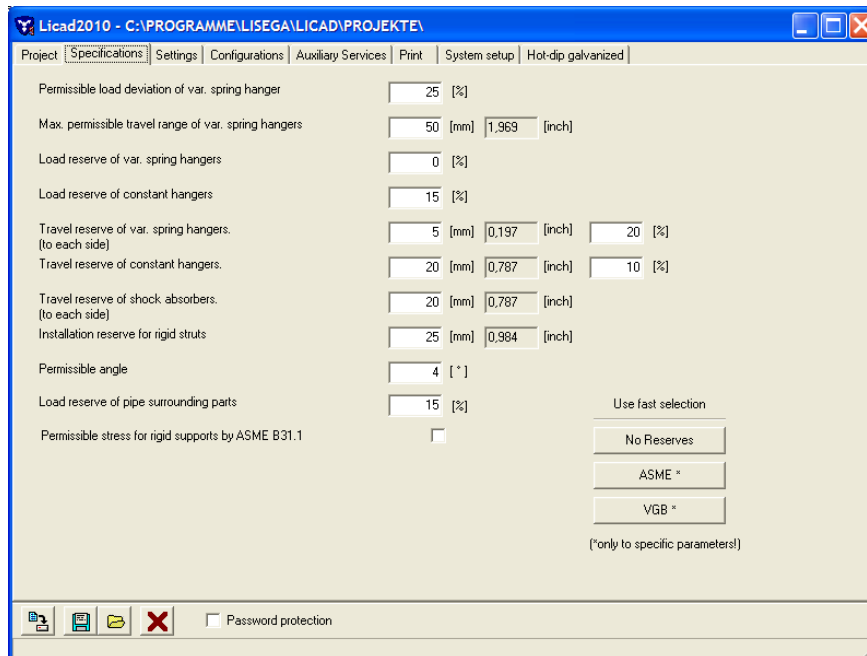 Licad2010 - C:\PROGRAMME\LISEGA\LICAD\PROJEKTE\
Project Specifications Settings Configurations Auxiliary Services Print System setup Hot-dip galvanized
Permissible load deviation of var. spring hanger 25 [%]
Max. permissible travel range of var. spring hangers 50 [mm] 1,969 [inch]
Load reserve of var. spring hangers 0 [%]
Load reserve of constant hangers 15 [%]
Travel reserve of var. spring hangers. 5 [mm] 0,197 [inch] 20 [%]
(to each side)
Travel reserve of constant hangers. 20 [mm] 0,787 [inch] 10 [%]
Travel reserve of shock absorbers. 20 [mm] 0,787 [inch]
(to each side)
Installation reserve for rigid struts 25 [mm] 0,984 [inch]
Permissible angle 4 [°]
Load reserve of pipe surrounding parts 15 [%] Use fast selection
Permissible stress for rigid supports by ASME B31.1
No Reserves
ASME *
VGB *
(*only to specific parameters!)
Password protection